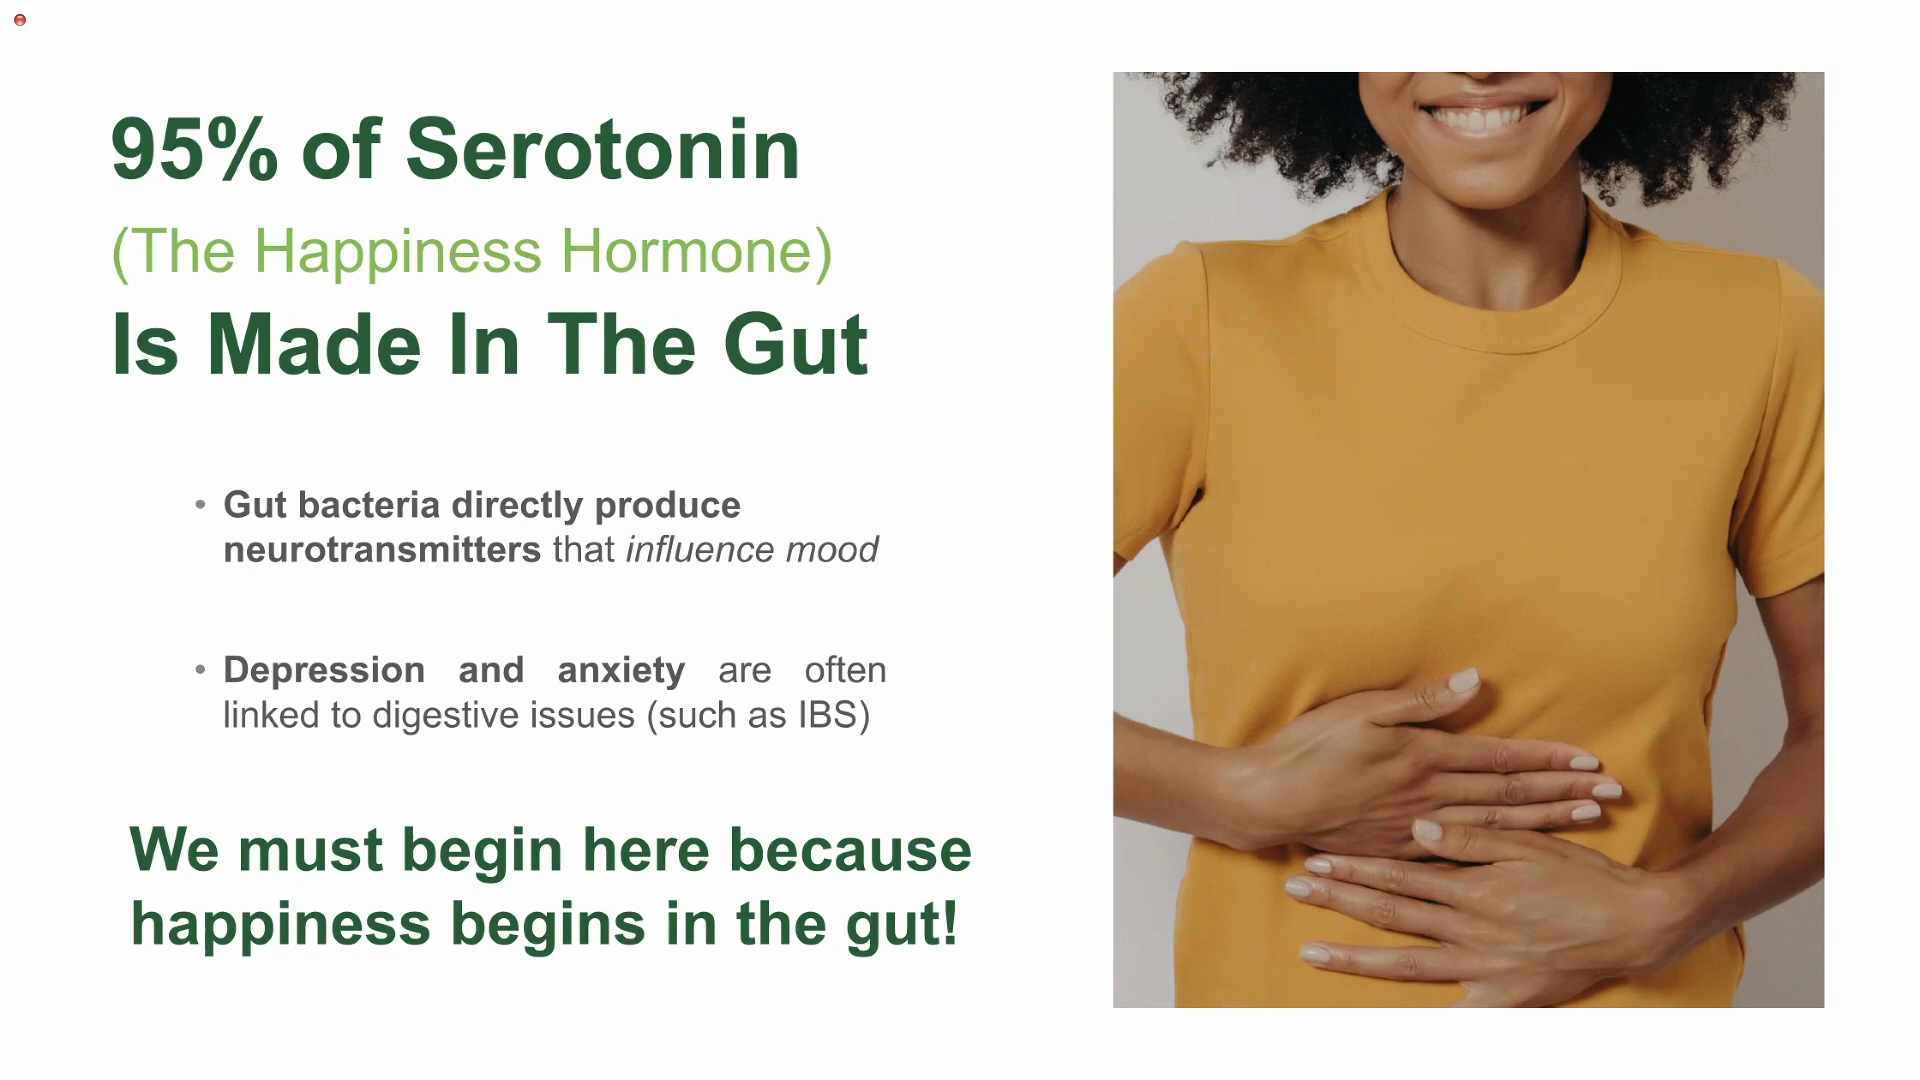 95% of Serotonin
(The Happiness Hormone)
Is Made In The Gut
• Gut bacteria directly produce
neurotransmitters that influence mood
• Depression and anxiety are often
linked to digestive issues (such as IBS)
We must begin here because
happiness begins in the gut!